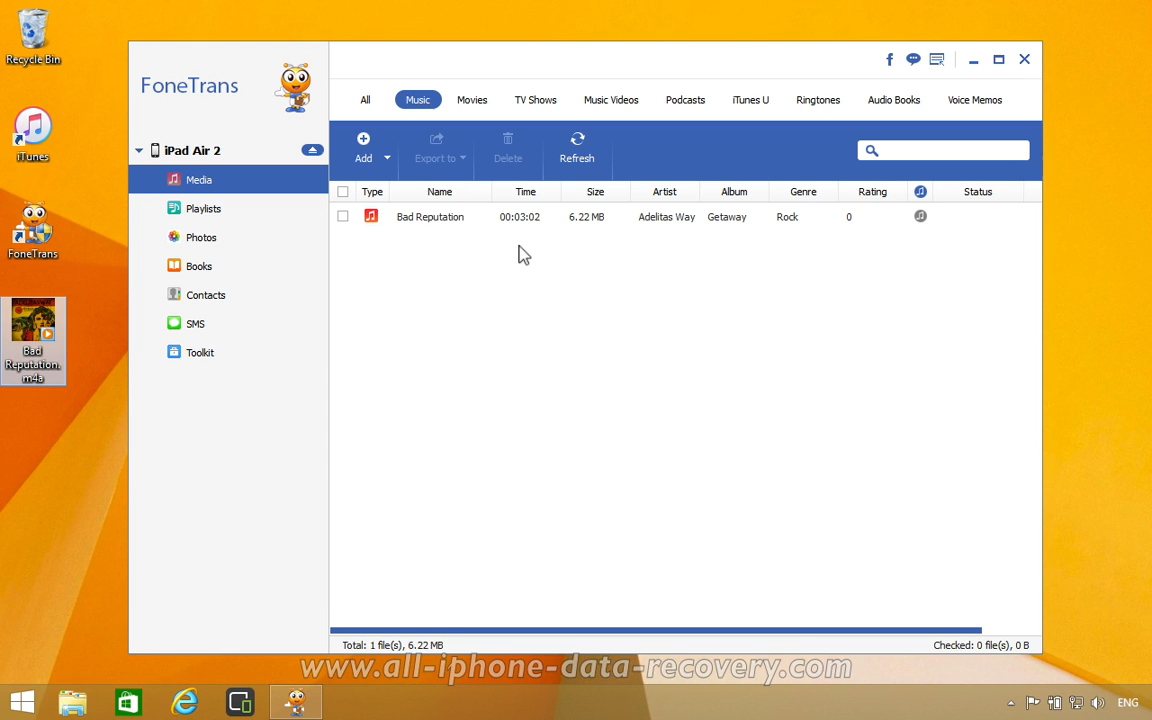 Recycle Bin
iTunes
FoneTrans
Bad
Reputation.
m4a
FoneTrans
iPad Air 2
Media
Playlists
Photos
Books
Contacts
SMS
Toolkit
All Music Movies TV Shows Music Videos Podcasts iTunes U Ringtones Audio Books Voice Memos
Add Export to Delete Refresh
Type Name Time Size Artist Album Genre Rating Status
Bad Reputation 00:03:02 6.22 MB Adelitas Way Getaway Rock 0
Total: 1 file(s), 6.22 MB Checked: 0 file(s), 0 B
www.all-iphone-data-recovery.com
ENG